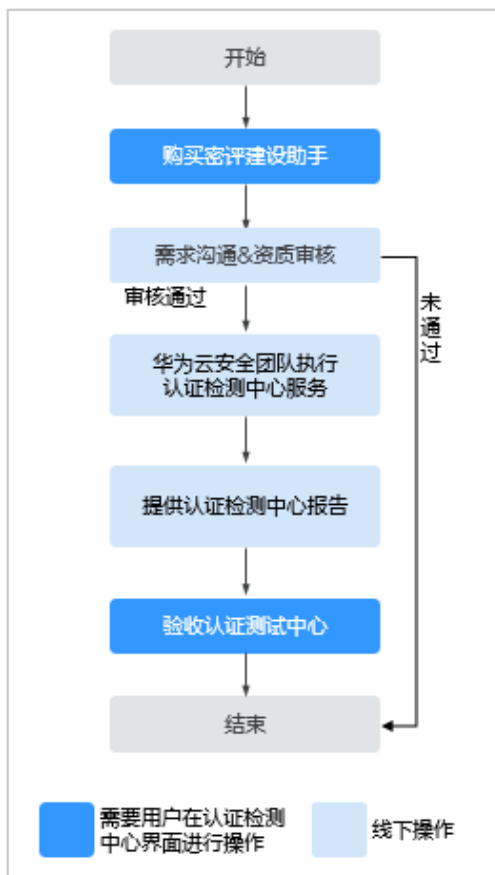 开始
购买密评建设助手
需求沟通&资质审核
审核通过
未
通
过
华为云安全团队执行
认证检测中心服务
提供认证检测中心报告
验收认证测试中心
结束
需要用户在认证检测
中心界面进行操作
线下操作